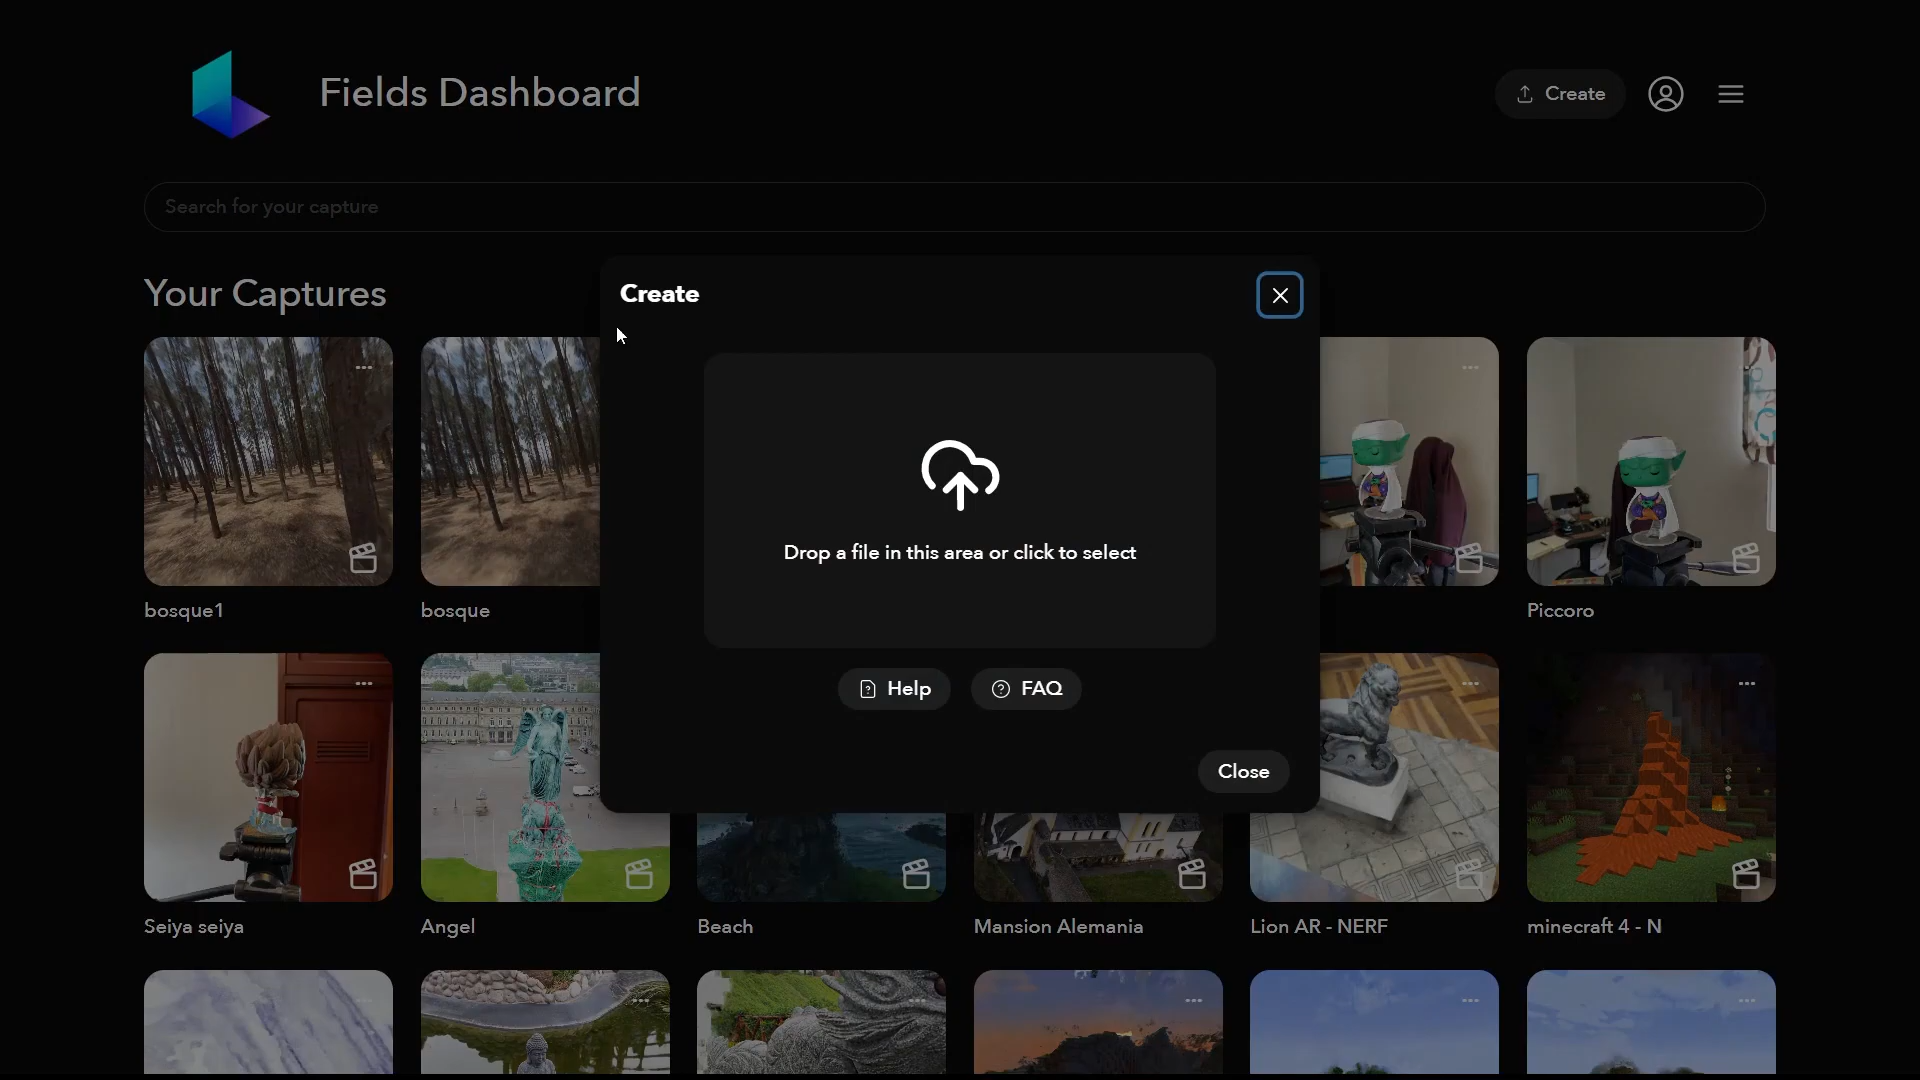 Fields Dashboard
Create
Search for your capture
Your Captures
Create
Drop a file in this area or click to select
Help
FAQ
Close
bosque1
bosque
Piccoro
Seiya seiya
Angel
Beach
Mansion Alemania
Lion AR - NERF
minecraft 4 - N